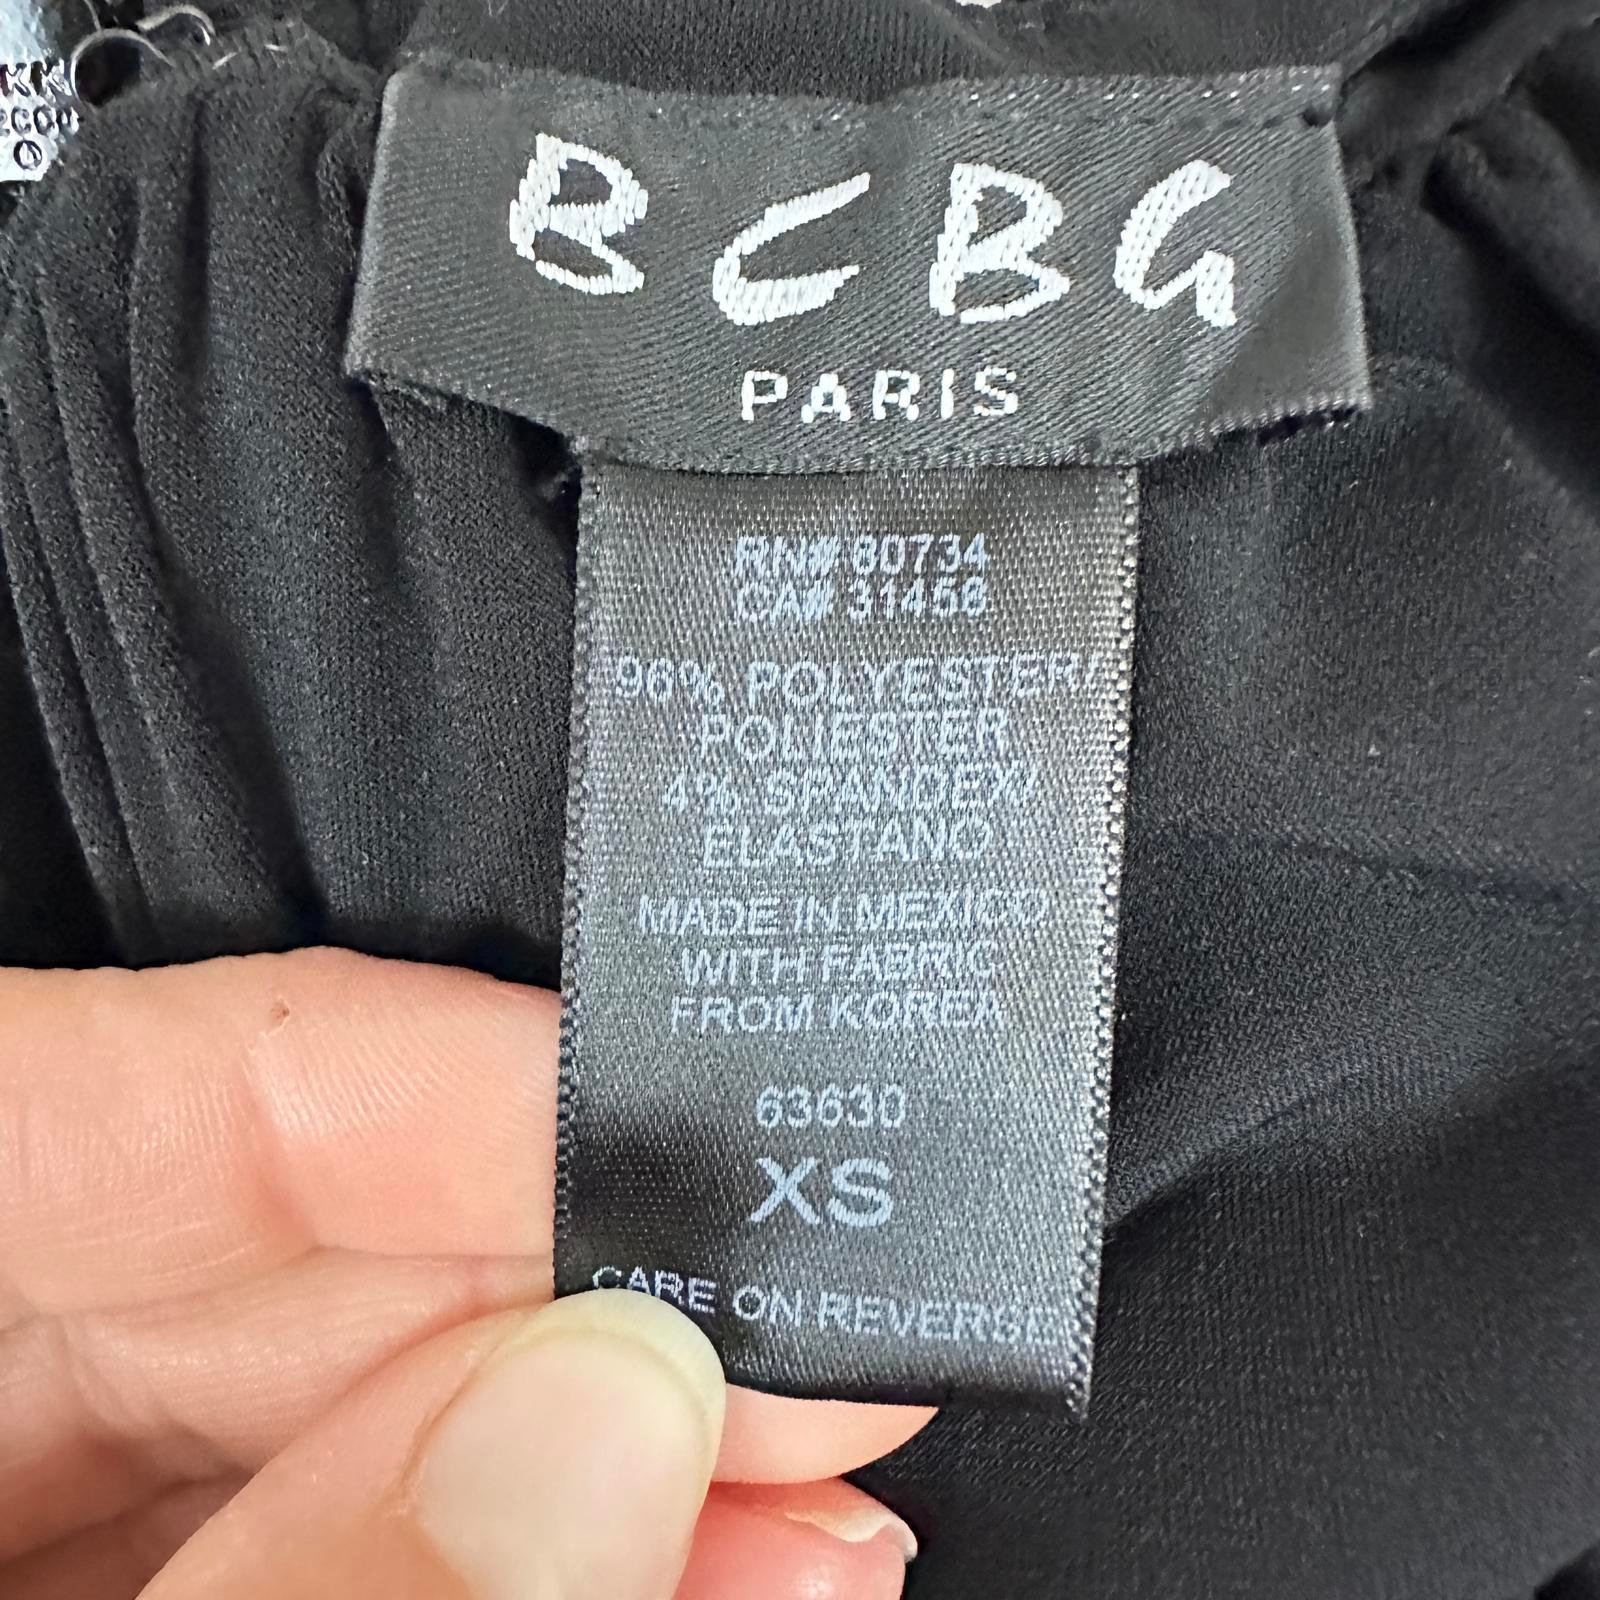 BCBG
PARIS
RN# 80734
CA# 31456
96% POLYESTER/
POLIESTER
4% SPANDEX/
ELASTANO
MADE IN MEXICO
WITH FABRIC
FROM KOREA
63630
XS
CARE ON REVERSE